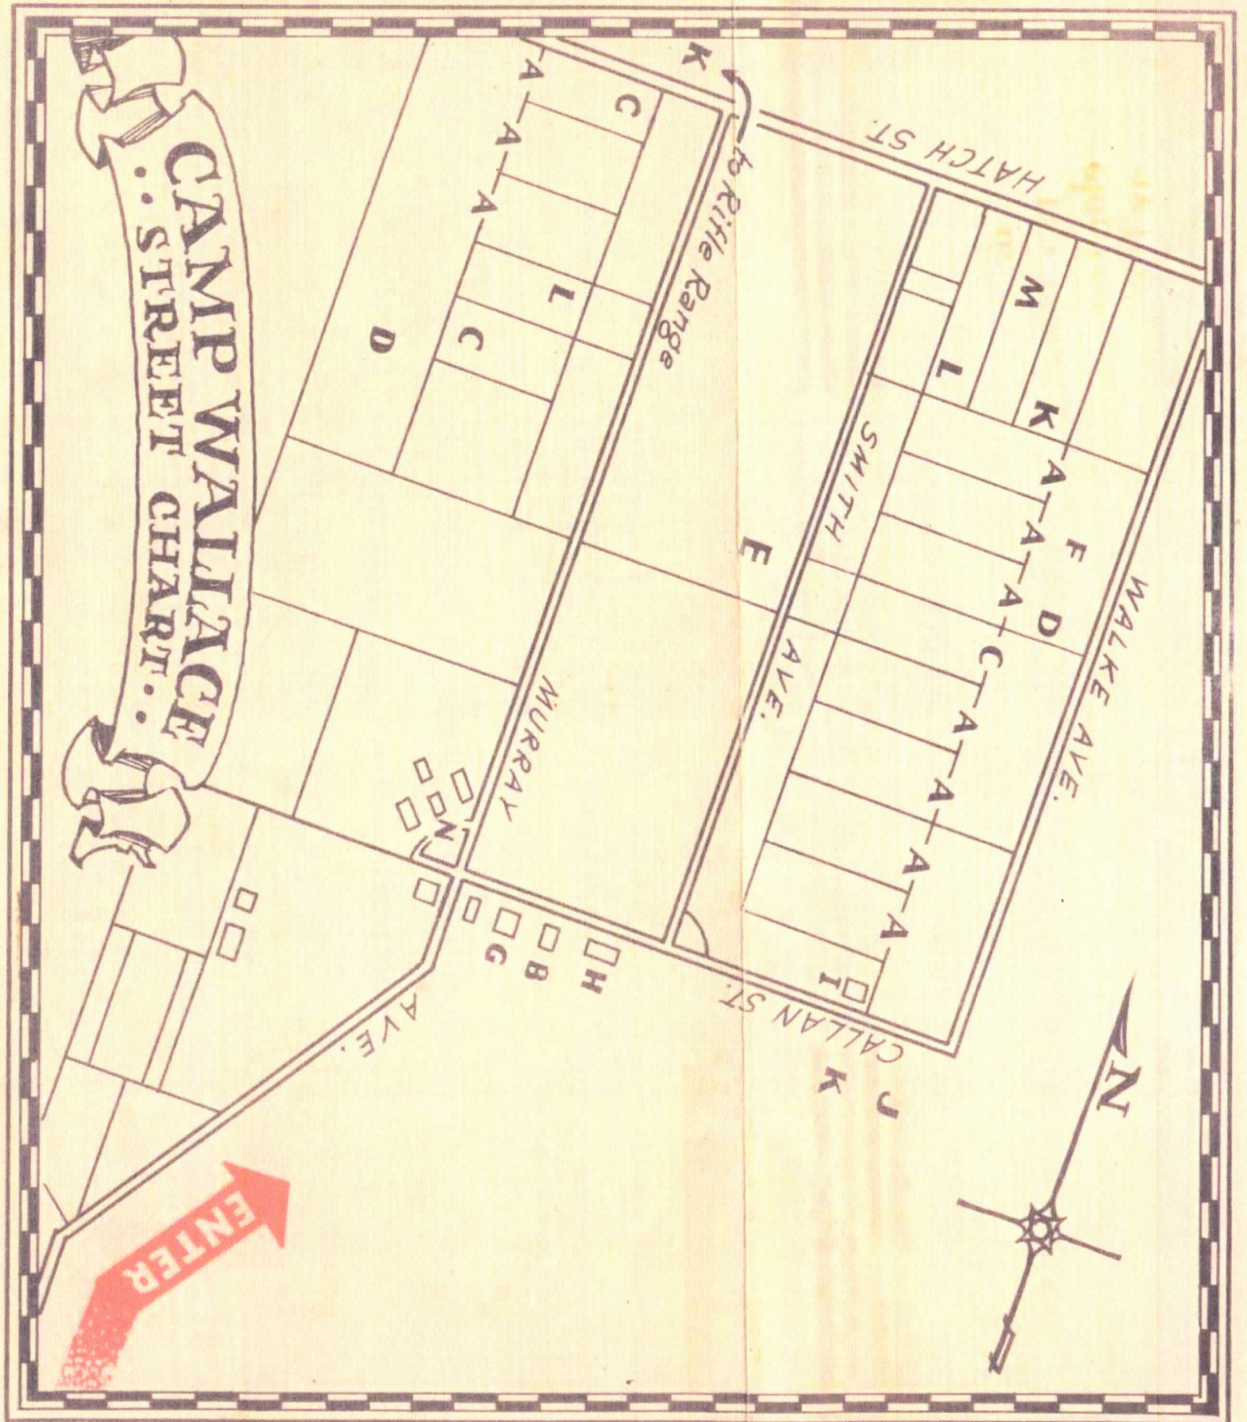 CAMP WALLACE
.. STREET CHART ..
HATCH ST.
WALKE AVE.
SMITH AVE.
MURRAY AVE.
CALLAN ST.
to Rifle Range
K
C
A A A
L
C
D
M
L
K
A A A C A A A A
F
D
E
I
J
K
H
B
G
N
N
ENTER